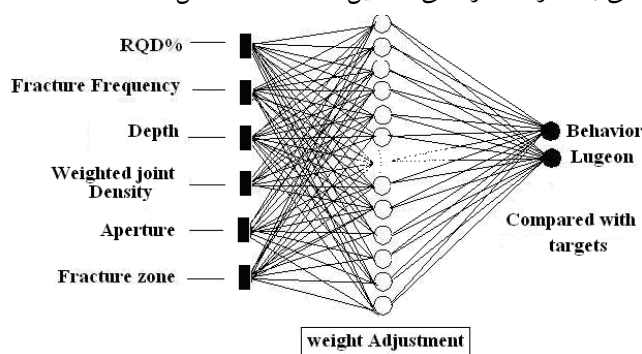 RQD%
Fracture Frequency
Depth
Weighted joint
Density
Aperture
Fracture zone
Behavior
Lugeon
Compared with
targets
weight Adjustment